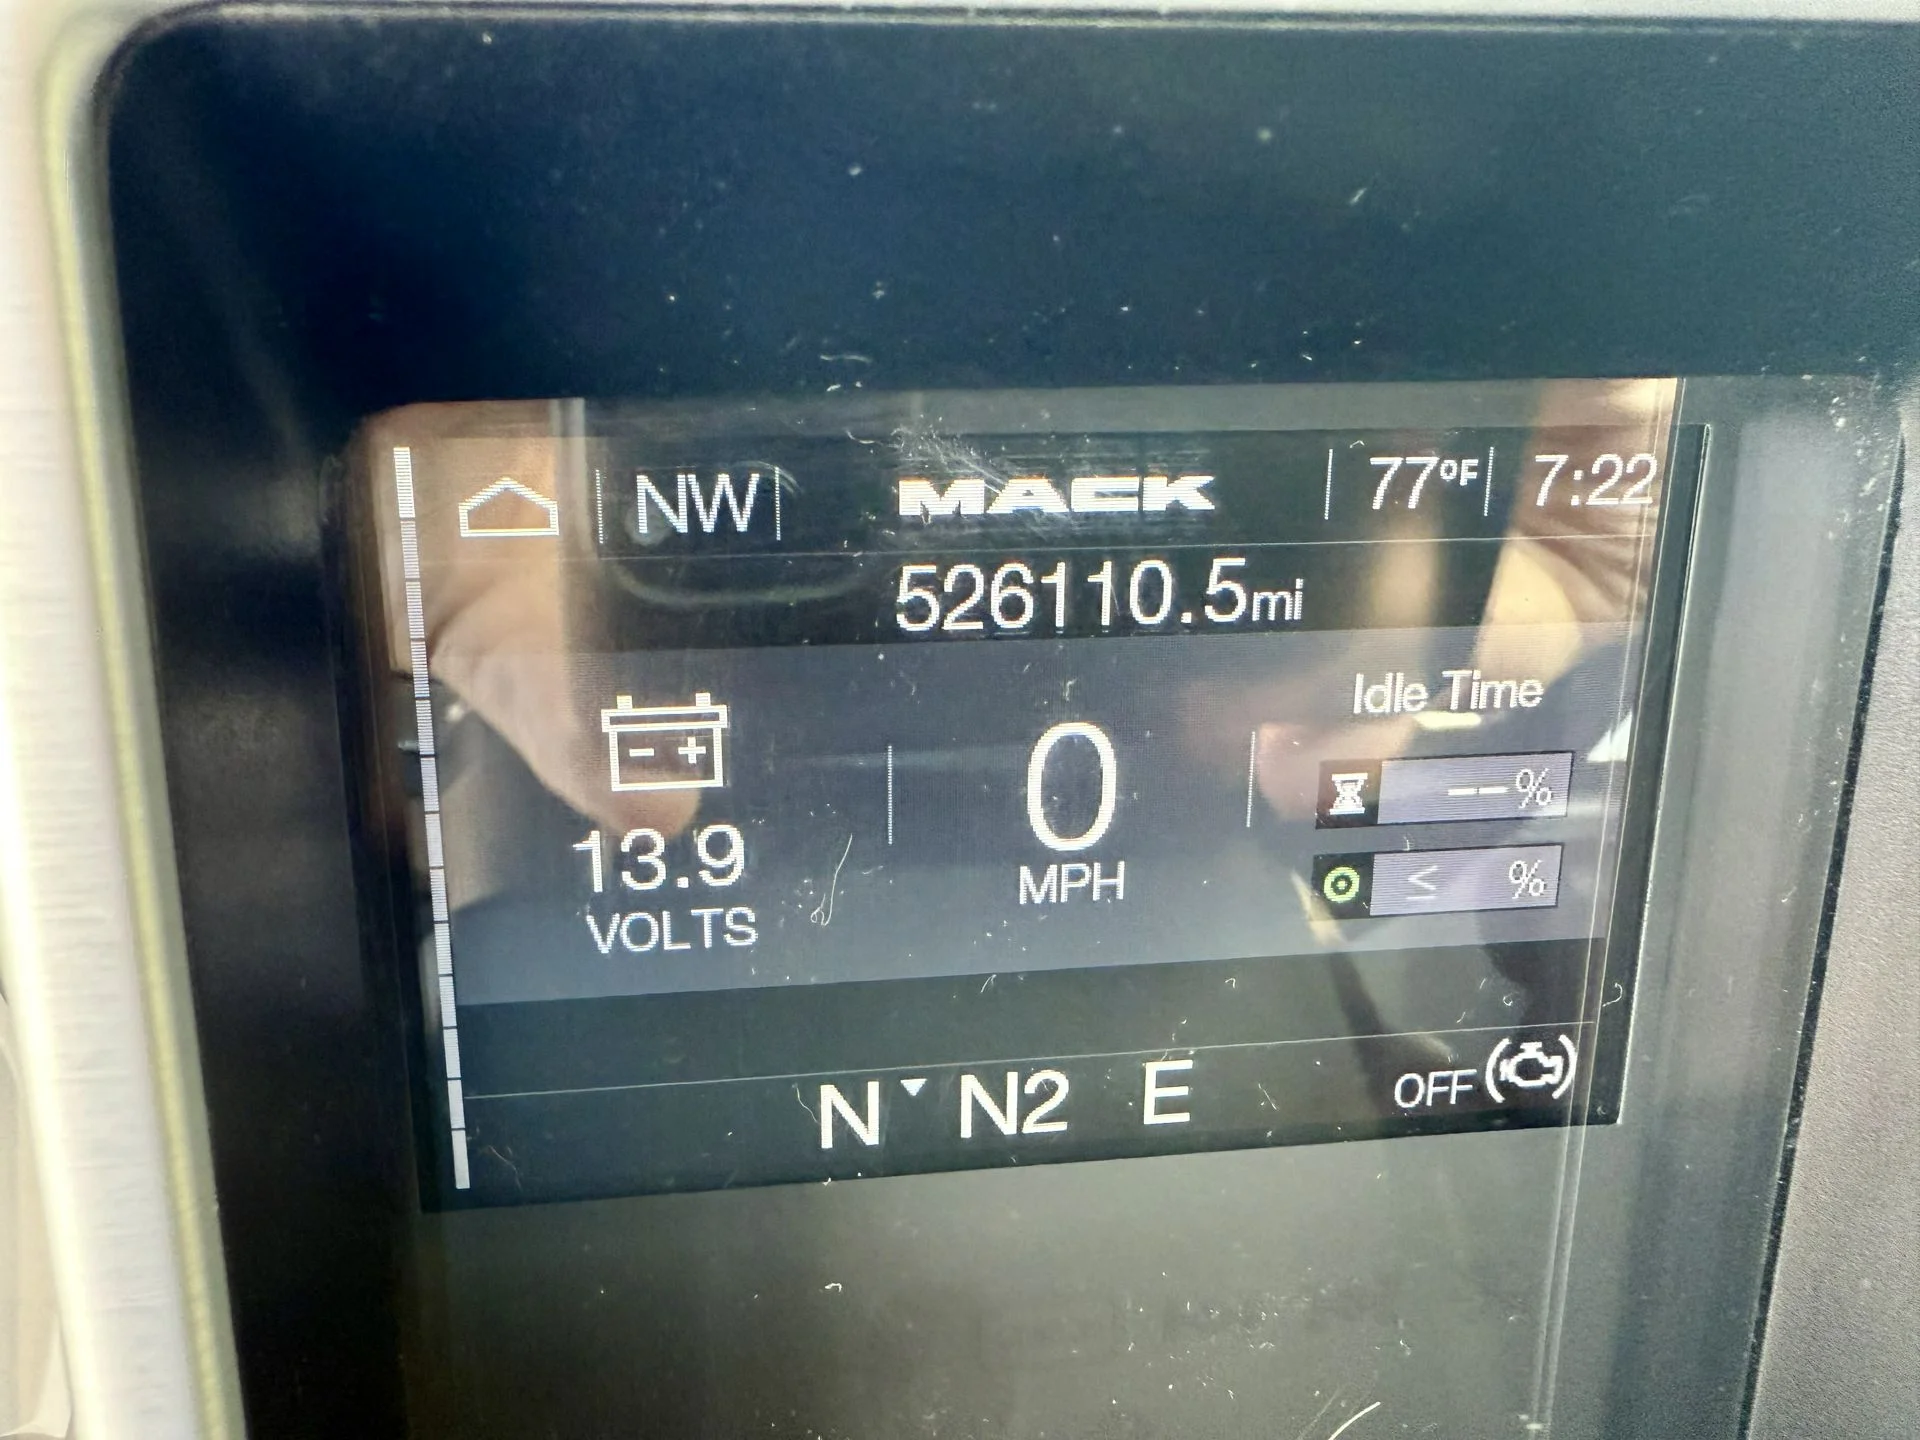 NW MACK 77°F 7:22
526110.5mi
Idle Time
--%
≤ %
- +
13.9
VOLTS
0
MPH
N N2 E OFF